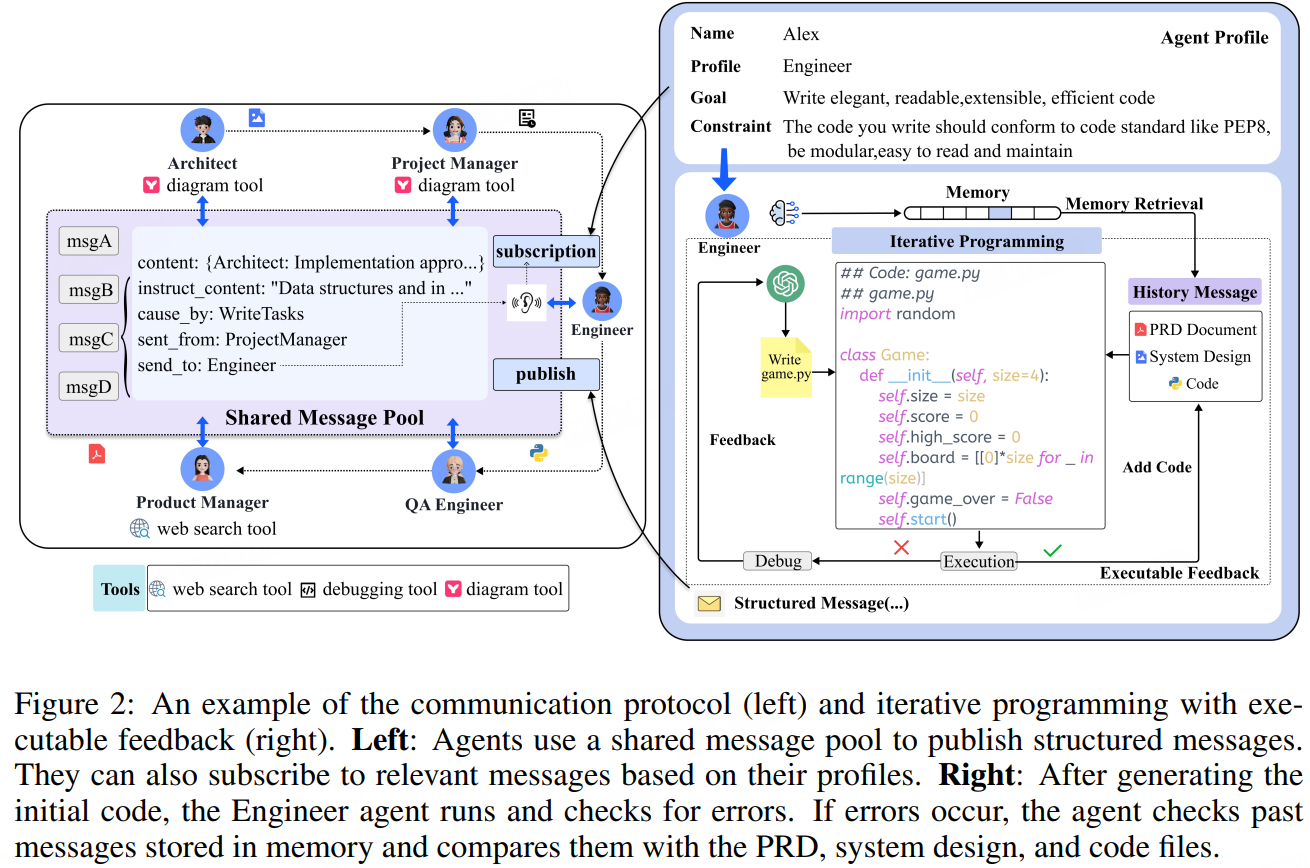 Architect
diagram tool
Project Manager
diagram tool
msgA
msgB
msgC
msgD
content: {Architect: Implementation appro...}
instruct_content: "Data structures and in ..."
cause_by: WriteTasks
sent_from: ProjectManager
send_to: Engineer
Shared Message Pool
subscription
Engineer
publish
Product Manager
web search tool
QA Engineer
Tools
web search tool
debugging tool
diagram tool
Agent Profile
Name Alex
Profile Engineer
Goal Write elegant, readable,extensible, efficient code
Constraint The code you write should conform to code standard like PEP8,
be modular,easy to read and maintain
Engineer
Memory
Memory Retrieval
Iterative Programming
Write
game.py
## Code: game.py
## game.py
import random
class Game:
def __init__(self, size=4):
self.size = size
self.score = 0
self.high_score = 0
self.board = [[0]*size for _ in
range(size)]
self.game_over = False
self.start()
History Message
PRD Document
System Design
Code
Feedback
Add Code
Debug
Execution
Executable Feedback
Structured Message(...)
Figure 2: An example of the communication protocol (left) and iterative programming with exe-
cutable feedback (right). Left: Agents use a shared message pool to publish structured messages.
They can also subscribe to relevant messages based on their profiles. Right: After generating the
initial code, the Engineer agent runs and checks for errors. If errors occur, the agent checks past
messages stored in memory and compares them with the PRD, system design, and code files.